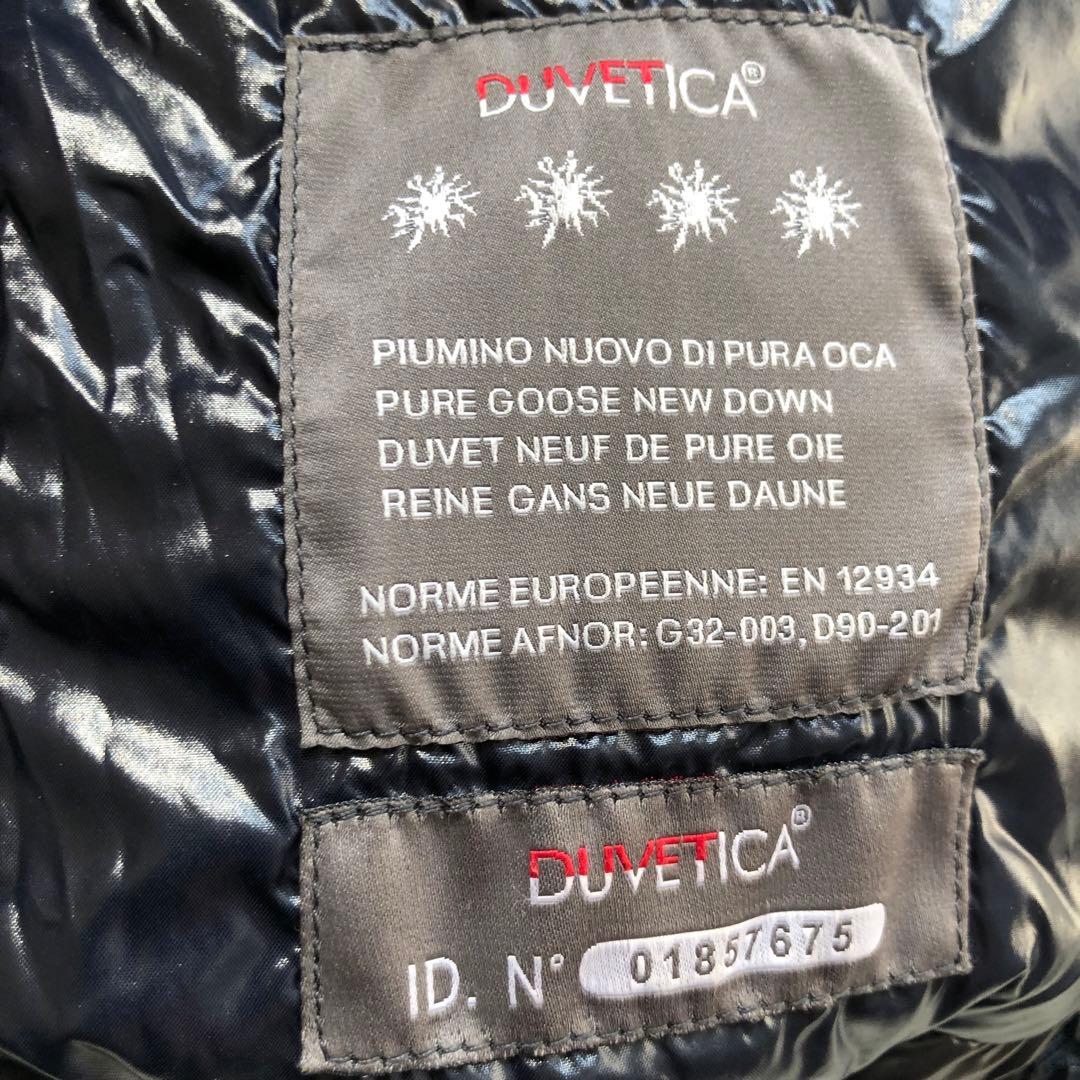 DUVETICA®
PIUMINO NUOVO DI PURA OCA
PURE GOOSE NEW DOWN
DUVET NEUF DE PURE OIE
REINE GANS NEUE DAUNE
NORME EUROPEENNE: EN 12934
NORME AFNOR: G32-003, D90-201
DUVETICA®
ID. N° 01857675